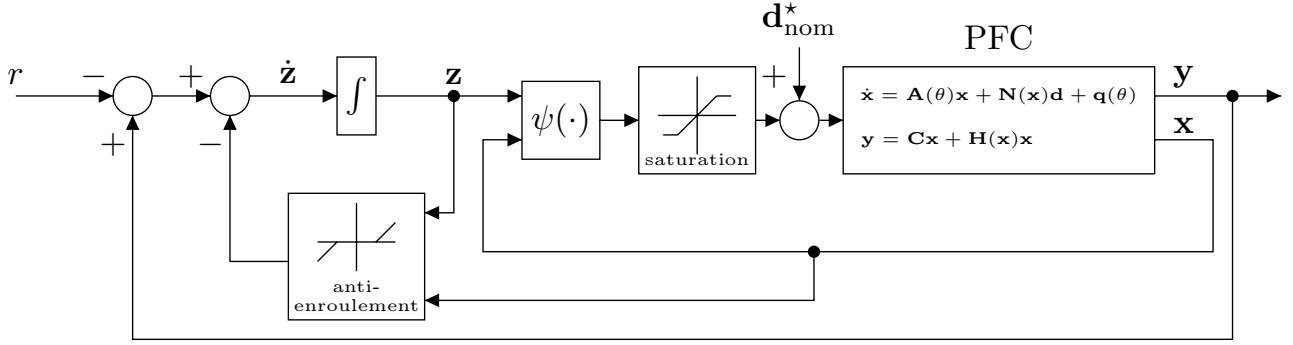 d⋆nom
PFC
r
−
+
ż
∫
z
ψ(·)
saturation
+
ẋ = A(θ)x + N(x)d + q(θ)
y = Cx + H(x)x
y
x
+
−
anti-
enroulement